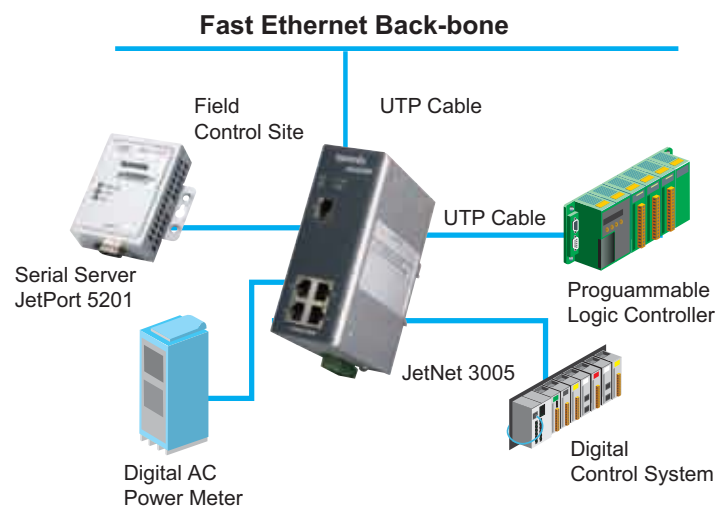 Fast Ethernet Back-bone
Field
Control Site
UTP Cable
UTP Cable
Serial Server
JetPort 5201
Proguammable
Logic Controller
JetNet 3005
Digital AC
Power Meter
Digital
Control System